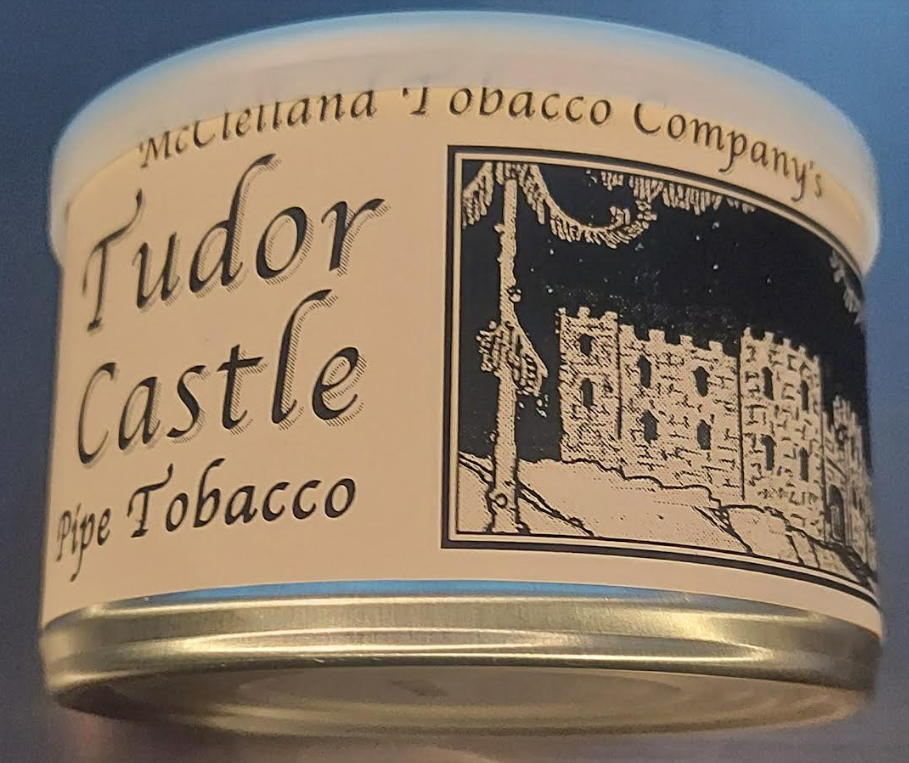 McClelland Tobacco Company's
Tudor
Castle
Pipe Tobacco